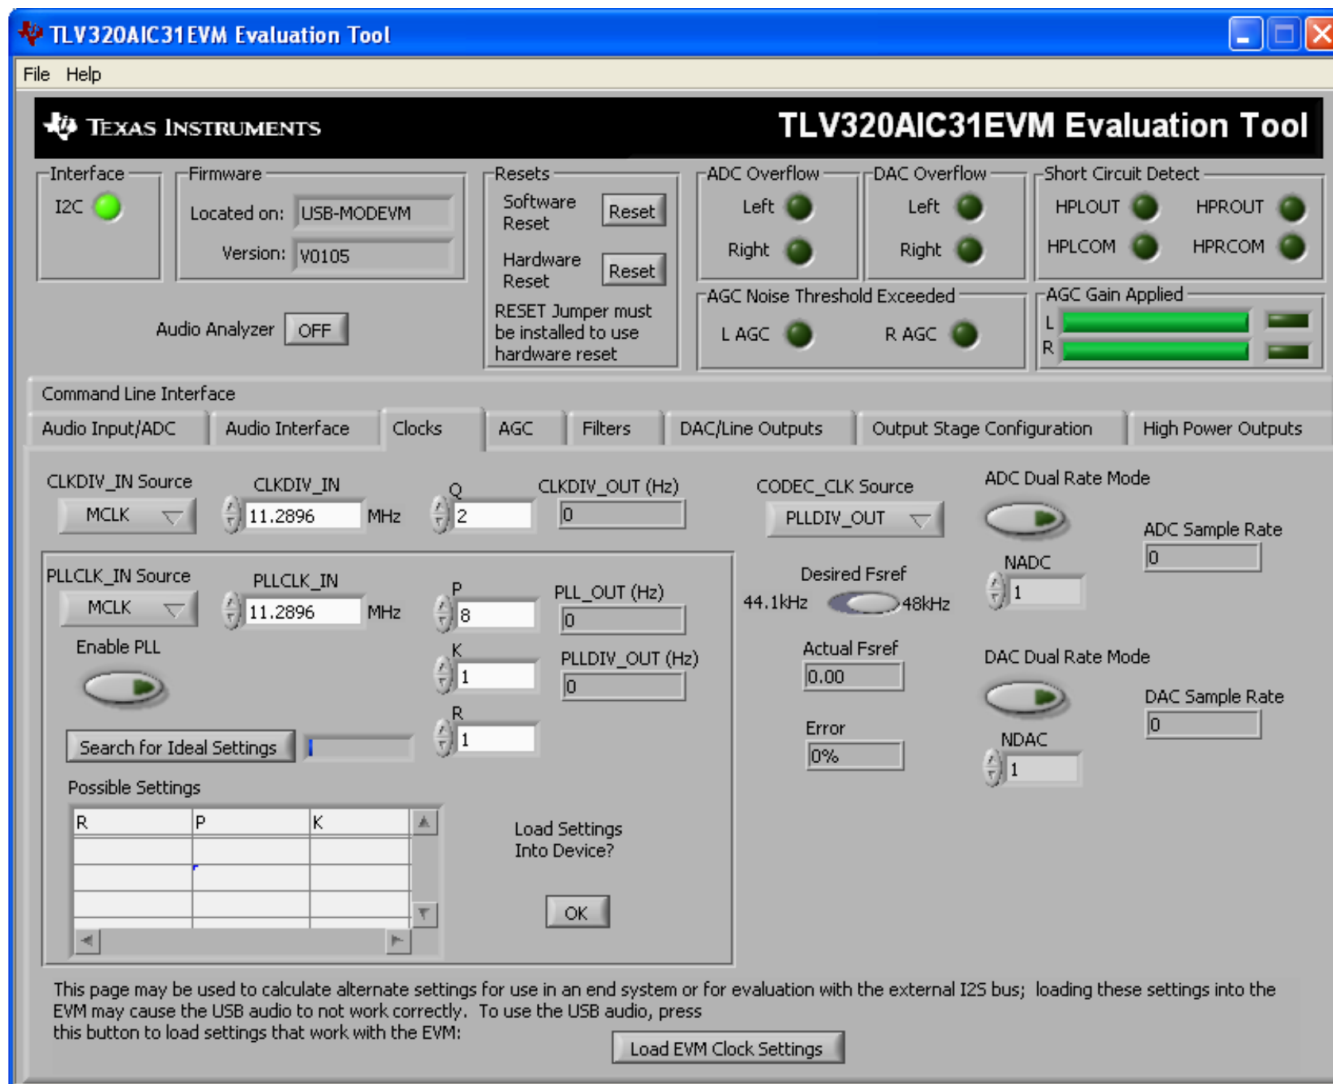 TLV320AIC31EVM Evaluation Tool
File Help
TEXAS INSTRUMENTS
TLV320AIC31EVM Evaluation Tool
Interface
I2C
Firmware
Located on: USB-MODEVM
Version: V0105
Audio Analyzer OFF
Resets
Software
Reset
Reset
Hardware
Reset
Reset
RESET Jumper must
be installed to use
hardware reset
ADC Overflow
Left
Right
DAC Overflow
Left
Right
Short Circuit Detect
HPLOUT HPROUT
HPLCOM HPRCOM
AGC Noise Threshold Exceeded
L AGC R AGC
AGC Gain Applied
L
R
Command Line Interface
Audio Input/ADC Audio Interface Clocks AGC Filters DAC/Line Outputs Output Stage Configuration High Power Outputs
CLKDIV_IN Source
MCLK
CLKDIV_IN
11.2896 MHz
Q
2
CLKDIV_OUT (Hz)
0
PLLCLK_IN Source
MCLK
PLLCLK_IN
11.2896 MHz
P
8
PLL_OUT (Hz)
0
Enable PLL
K
1
PLLDIV_OUT (Hz)
0
R
1
Search for Ideal Settings
Possible Settings
R P K
Load Settings
Into Device?
OK
CODEC_CLK Source
PLLDIV_OUT
Desired Fsref
44.1kHz 48kHz
Actual Fsref
0.00
Error
0%
ADC Dual Rate Mode
NADC
1
ADC Sample Rate
0
DAC Dual Rate Mode
NDAC
1
DAC Sample Rate
0
This page may be used to calculate alternate settings for use in an end system or for evaluation with the external I2S bus; loading these settings into the
EVM may cause the USB audio to not work correctly. To use the USB audio, press
this button to load settings that work with the EVM:
Load EVM Clock Settings